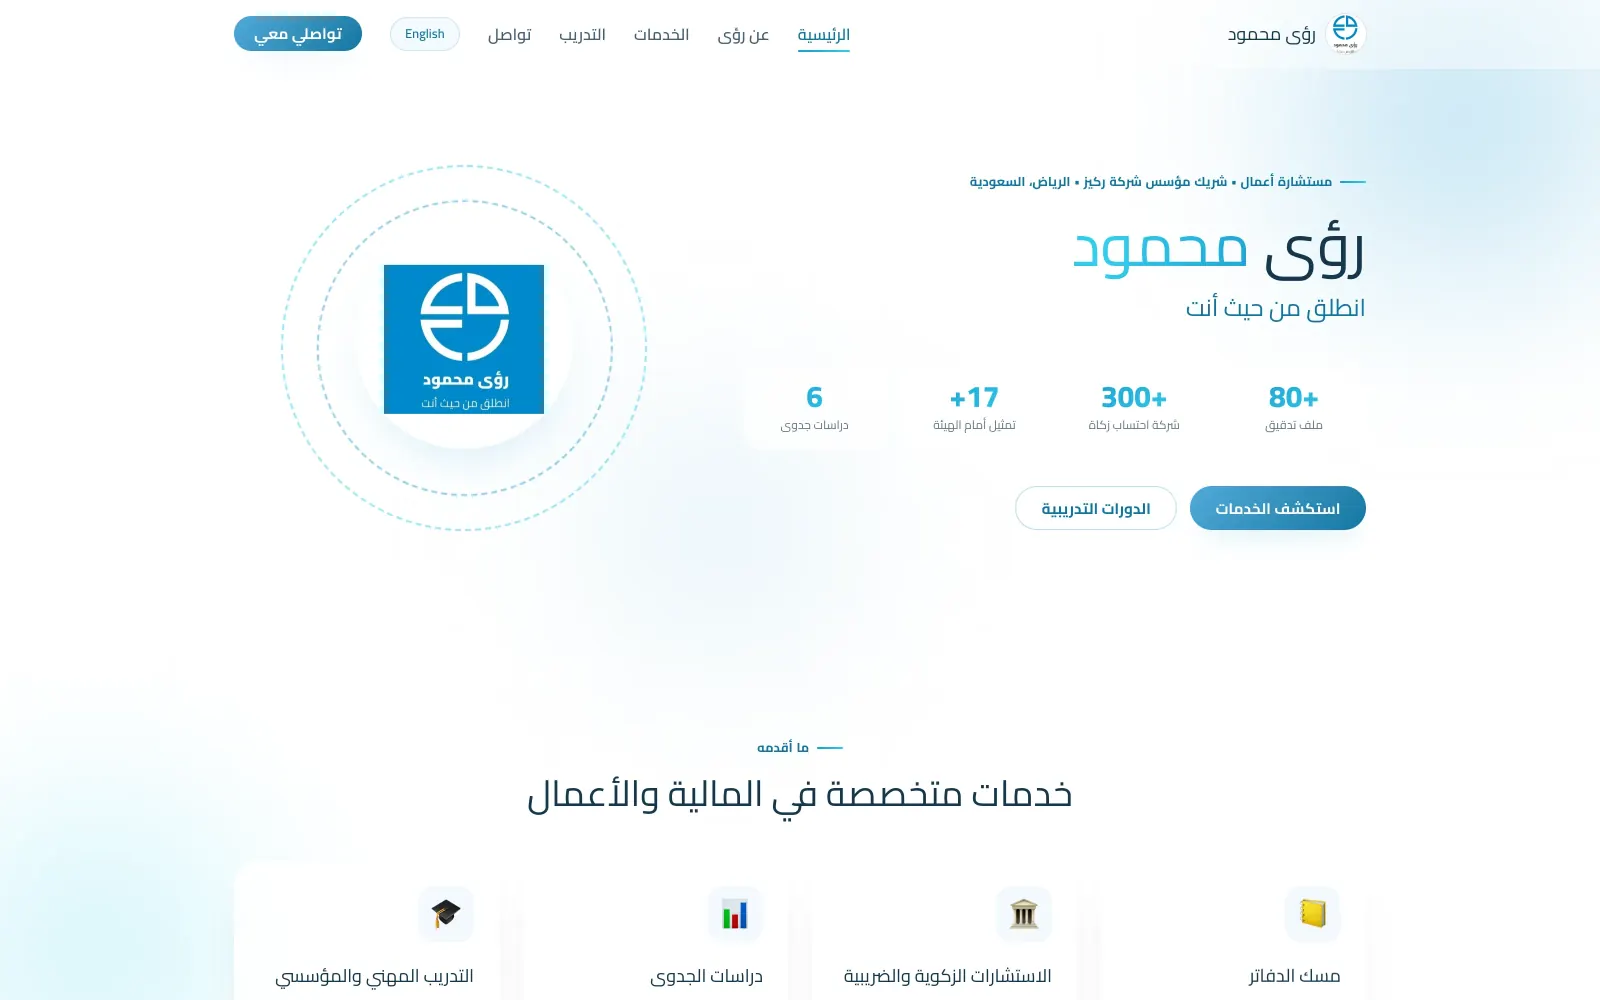 رؤى محمود
الرئيسية
عن رؤى
الخدمات
التدريب
تواصل
English
تواصلي معي
مستشارة أعمال • شريك مؤسس شركة ركيز • الرياض، السعودية
رؤى محمود
انطلق من حيث أنت
80+
ملف تدقيق
300+
شركة احتساب زكاة
17+
تمثيل أمام الهيئة
6
دراسات جدوى
استكشف الخدمات
الدورات التدريبية
رؤى محمود
انطلق من حيث أنت
ما أقدمه
خدمات متخصصة في المالية والأعمال
مسك الدفاتر
الاستشارات الزكوية والضريبية
دراسات الجدوى
التدريب المهني والمؤسسي